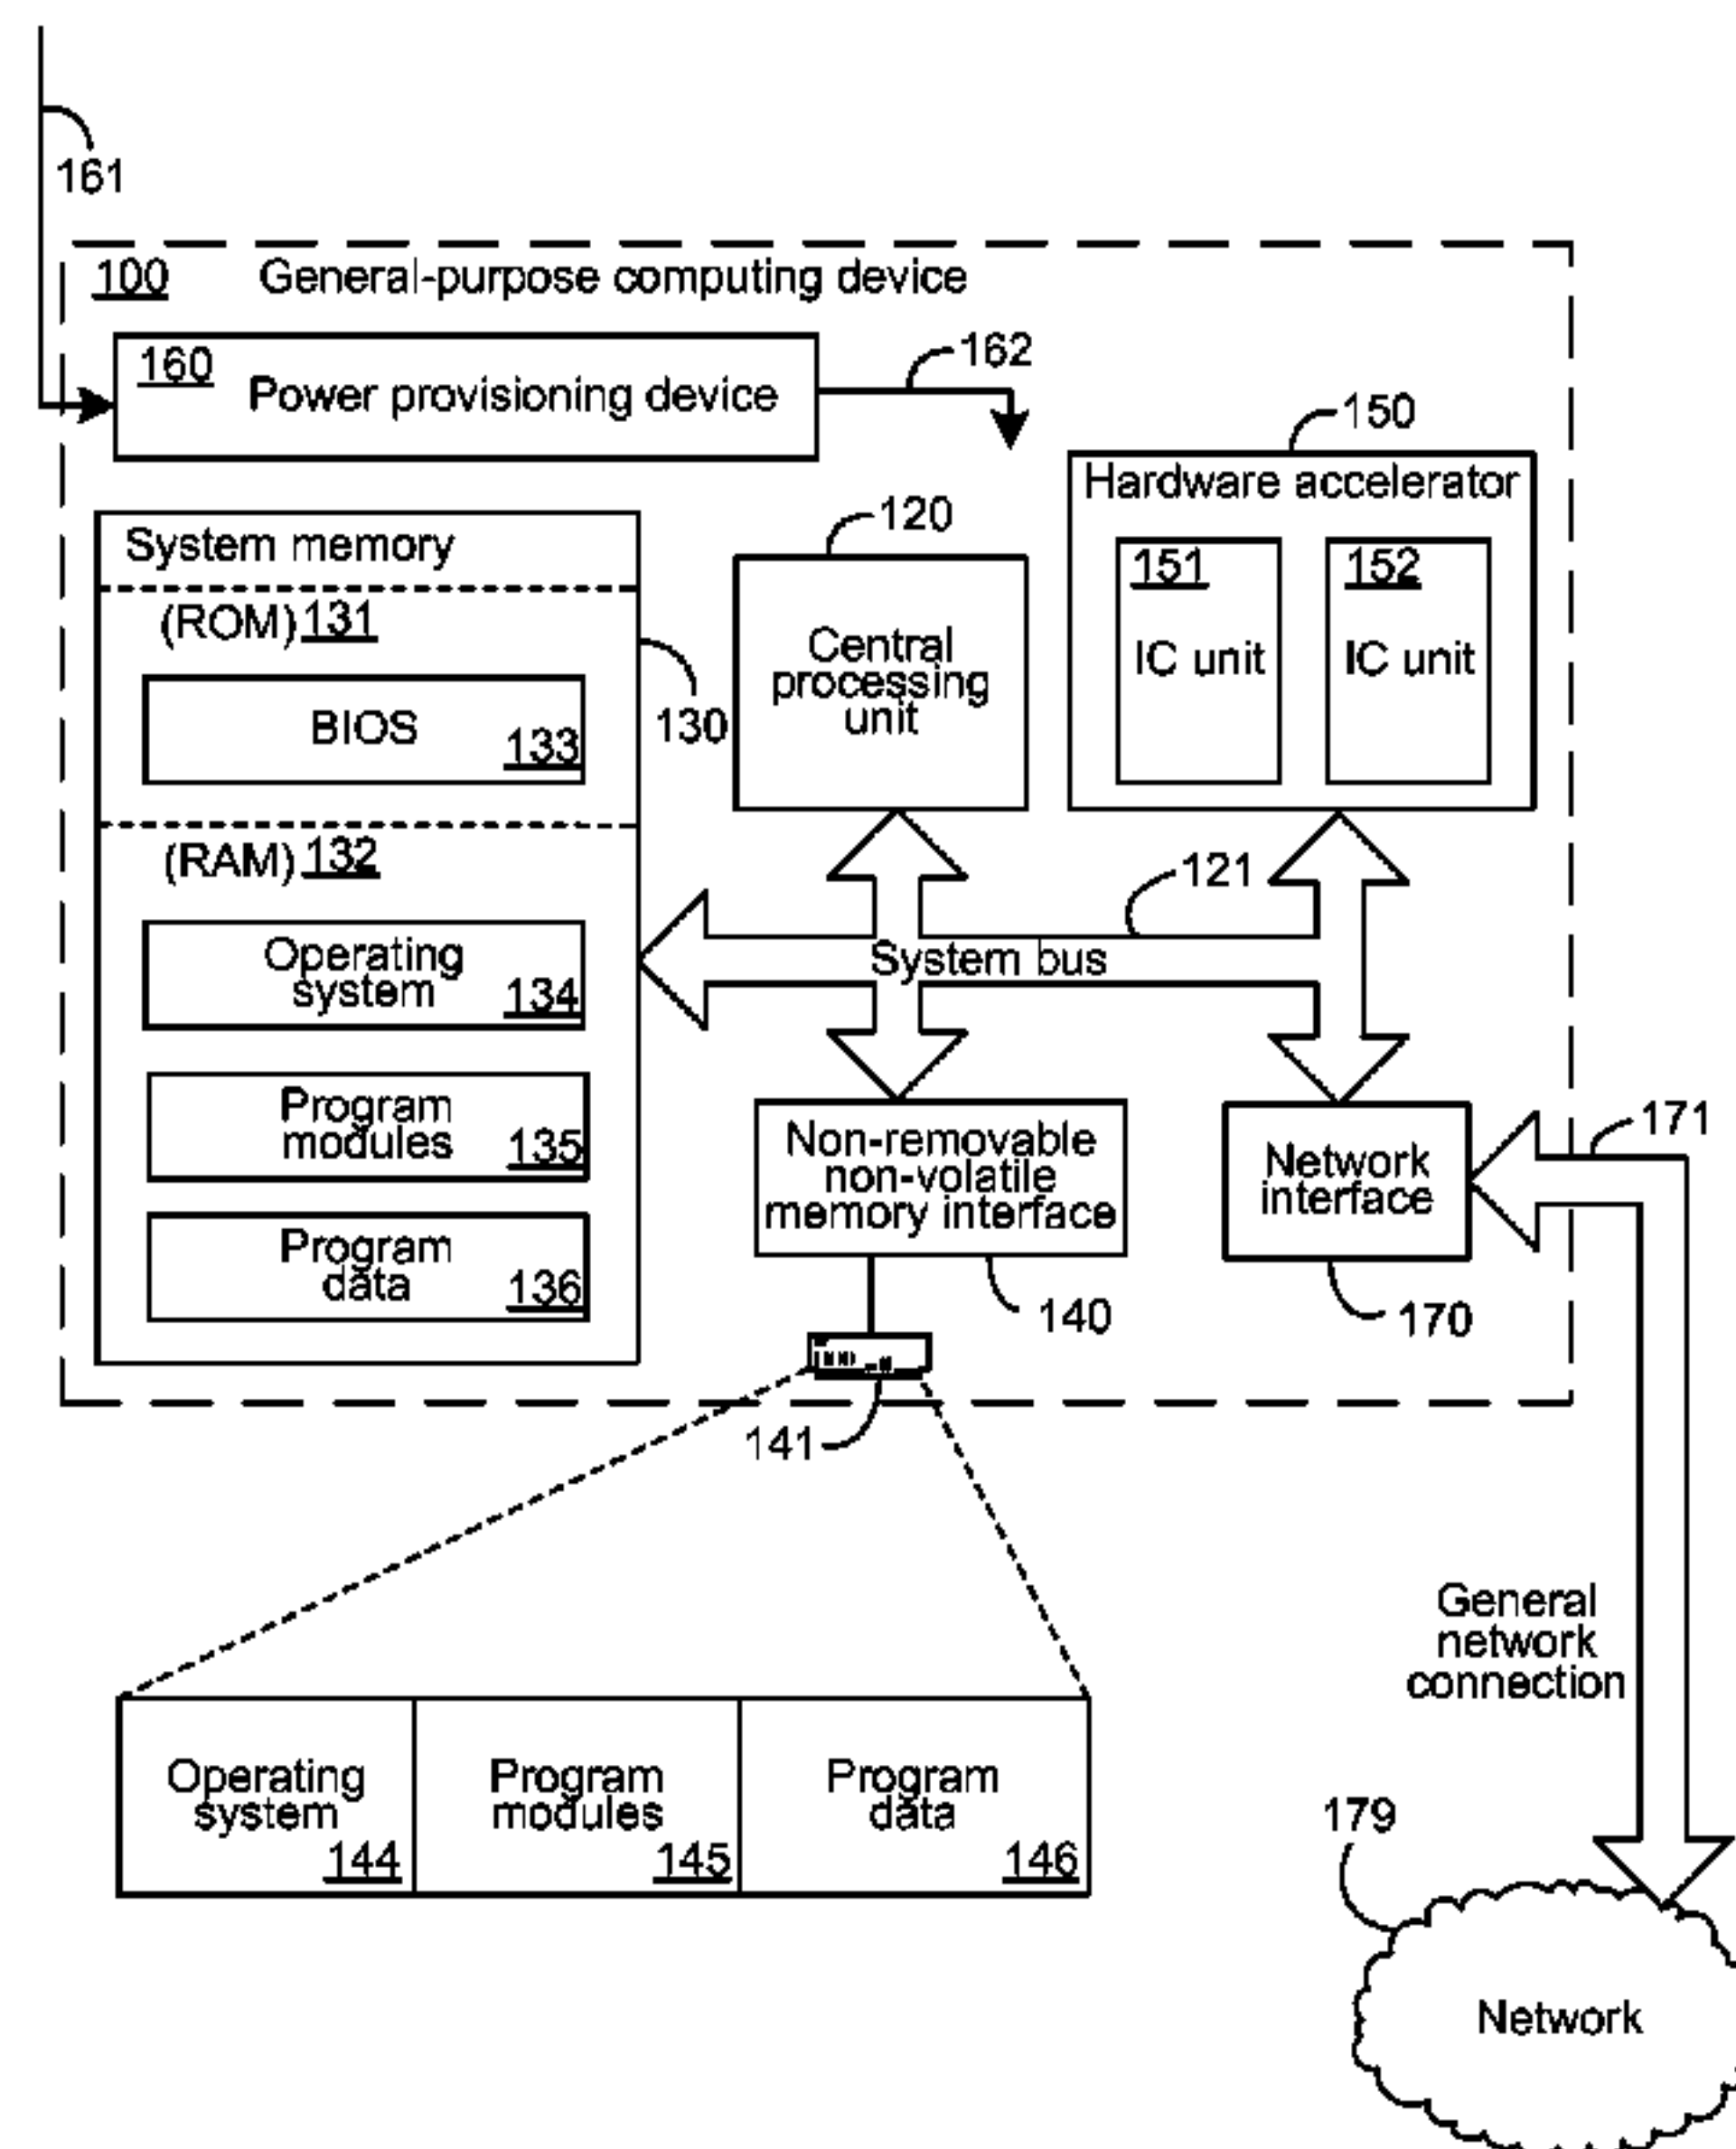 161
100 General-purpose computing device
160
Power provisioning device
162
150
Hardware accelerator
151
IC unit
152
IC unit
120
Central
processing
unit
System memory
(ROM) 131
BIOS 133
130
(RAM) 132
Operating
system 134
Program
modules 135
Program
data 136
121
System bus
Non-removable
non-volatile
memory interface
140
Network
interface
170
171
141
General
network
connection
Operating
system
144
Program
modules
145
Program
data
146
179
Network